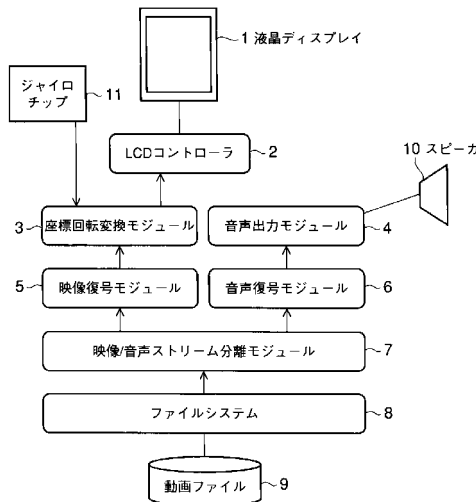 1 液晶ディスプレイ
ジャイロ
チップ
11
LCDコントローラ
2
10 スピーカ
3
座標回転変換モジュール
音声出力モジュール
4
5
映像復号モジュール
音声復号モジュール
6
映像/音声ストリーム分離モジュール
7
ファイルシステム
8
動画ファイル
9